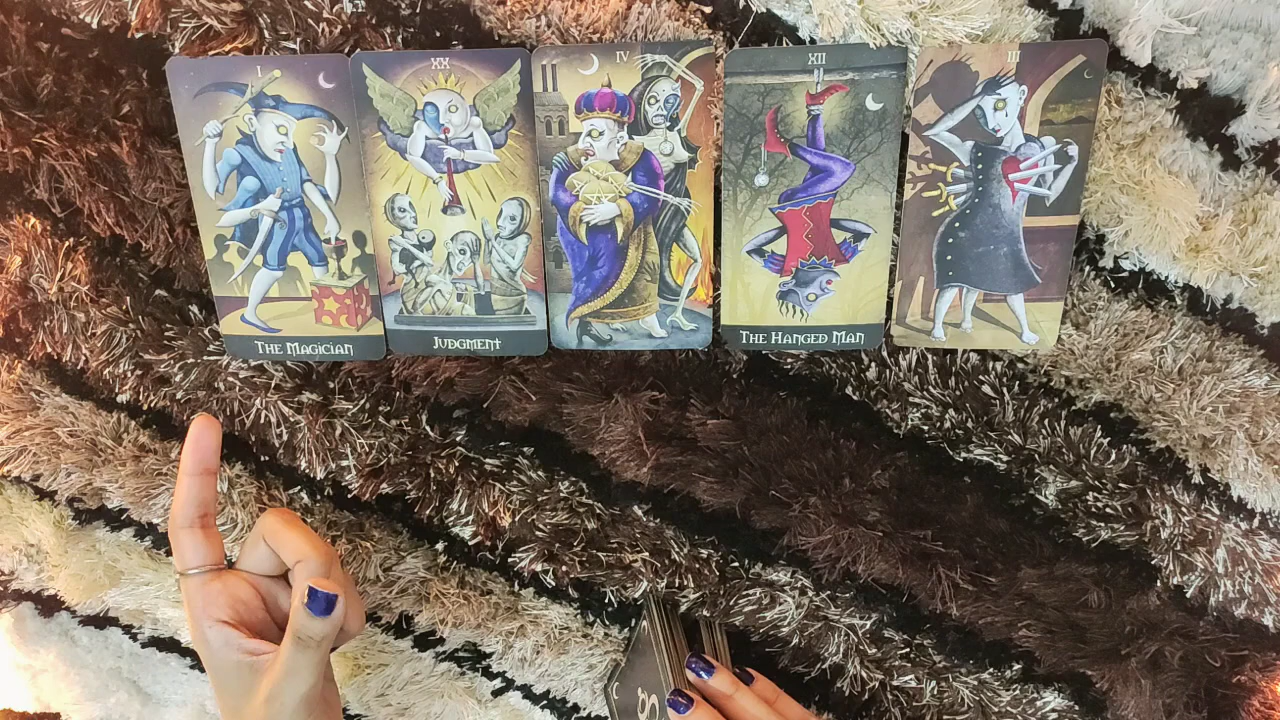 I
THE MAGICIAN
XX
JUDGMENT
IV
XII
THE HANGED MAN
III